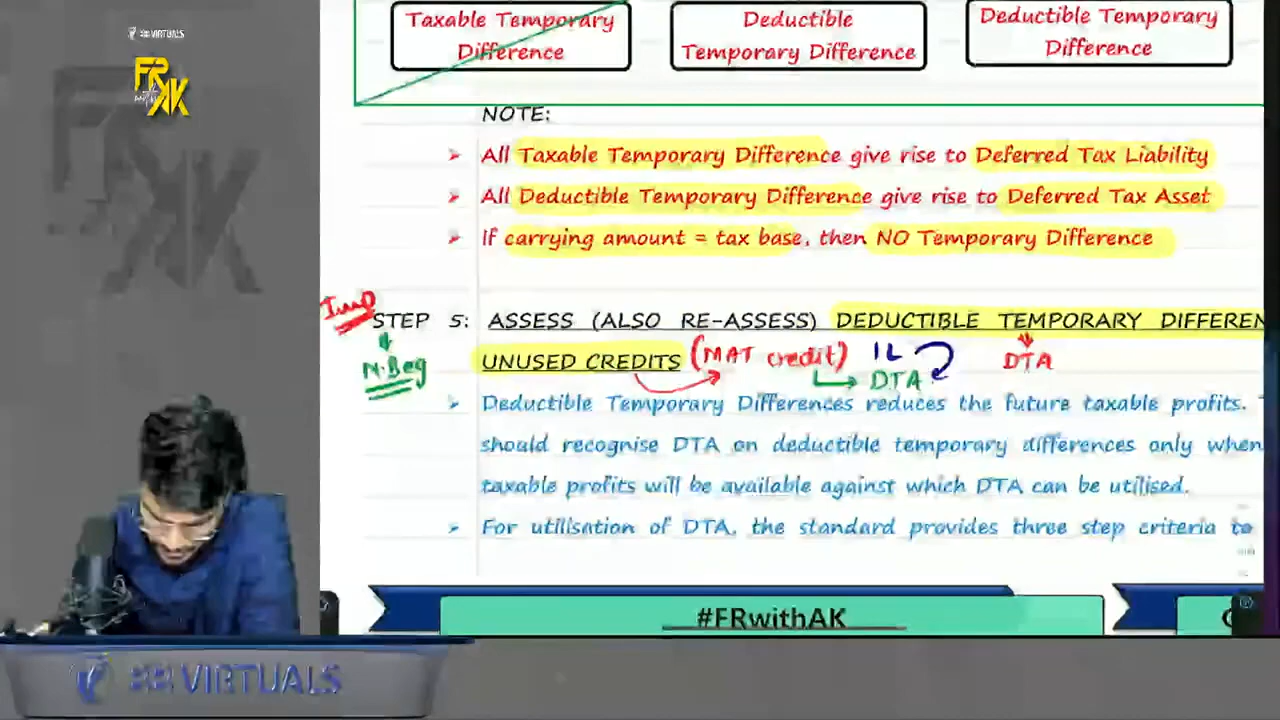 VIRTUALS
FR
with
AK
Taxable Temporary
Difference
Deductible
Temporary Difference
Deductible Temporary
Difference
NOTE:
➢ All Taxable Temporary Difference give rise to Deferred Tax Liability
➢ All Deductible Temporary Difference give rise to Deferred Tax Asset
➢ If carrying amount = tax base, then NO Temporary Difference
Imp
STEP 5: ASSESS (ALSO RE-ASSESS) DEDUCTIBLE TEMPORARY DIFFEREN
N.Beg
UNUSED CREDITS (MAT credit) IL DTA
DTA
➢ Deductible Temporary Differences reduces the future taxable profits.
should recognise DTA on deductible temporary differences only when
taxable profits will be available against which DTA can be utilised.
➢ For utilisation of DTA, the standard provides three step criteria to
#FRwithAK
VIRTUALS